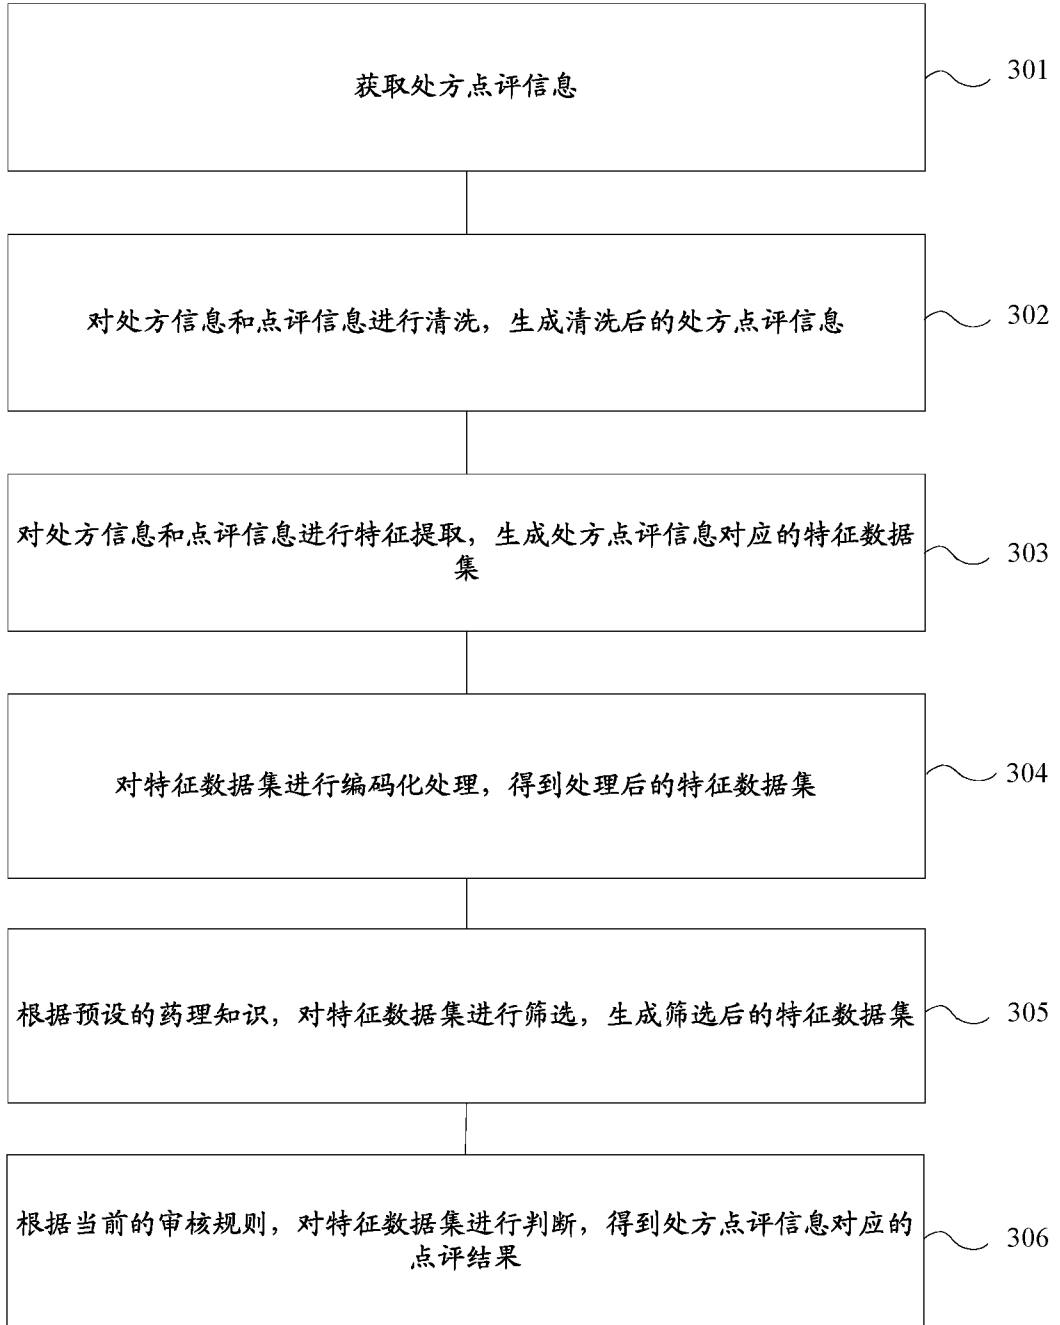 获取处方点评信息
301
对处方信息和点评信息进行清洗，生成清洗后的处方点评信息
302
对处方信息和点评信息进行特征提取，生成处方点评信息对应的特征数据
集
303
对特征数据集进行编码化处理，得到处理后的特征数据集
304
根据预设的药理知识，对特征数据集进行筛选，生成筛选后的特征数据集
305
根据当前的审核规则，对特征数据集进行判断，得到处方点评信息对应的
点评结果
306